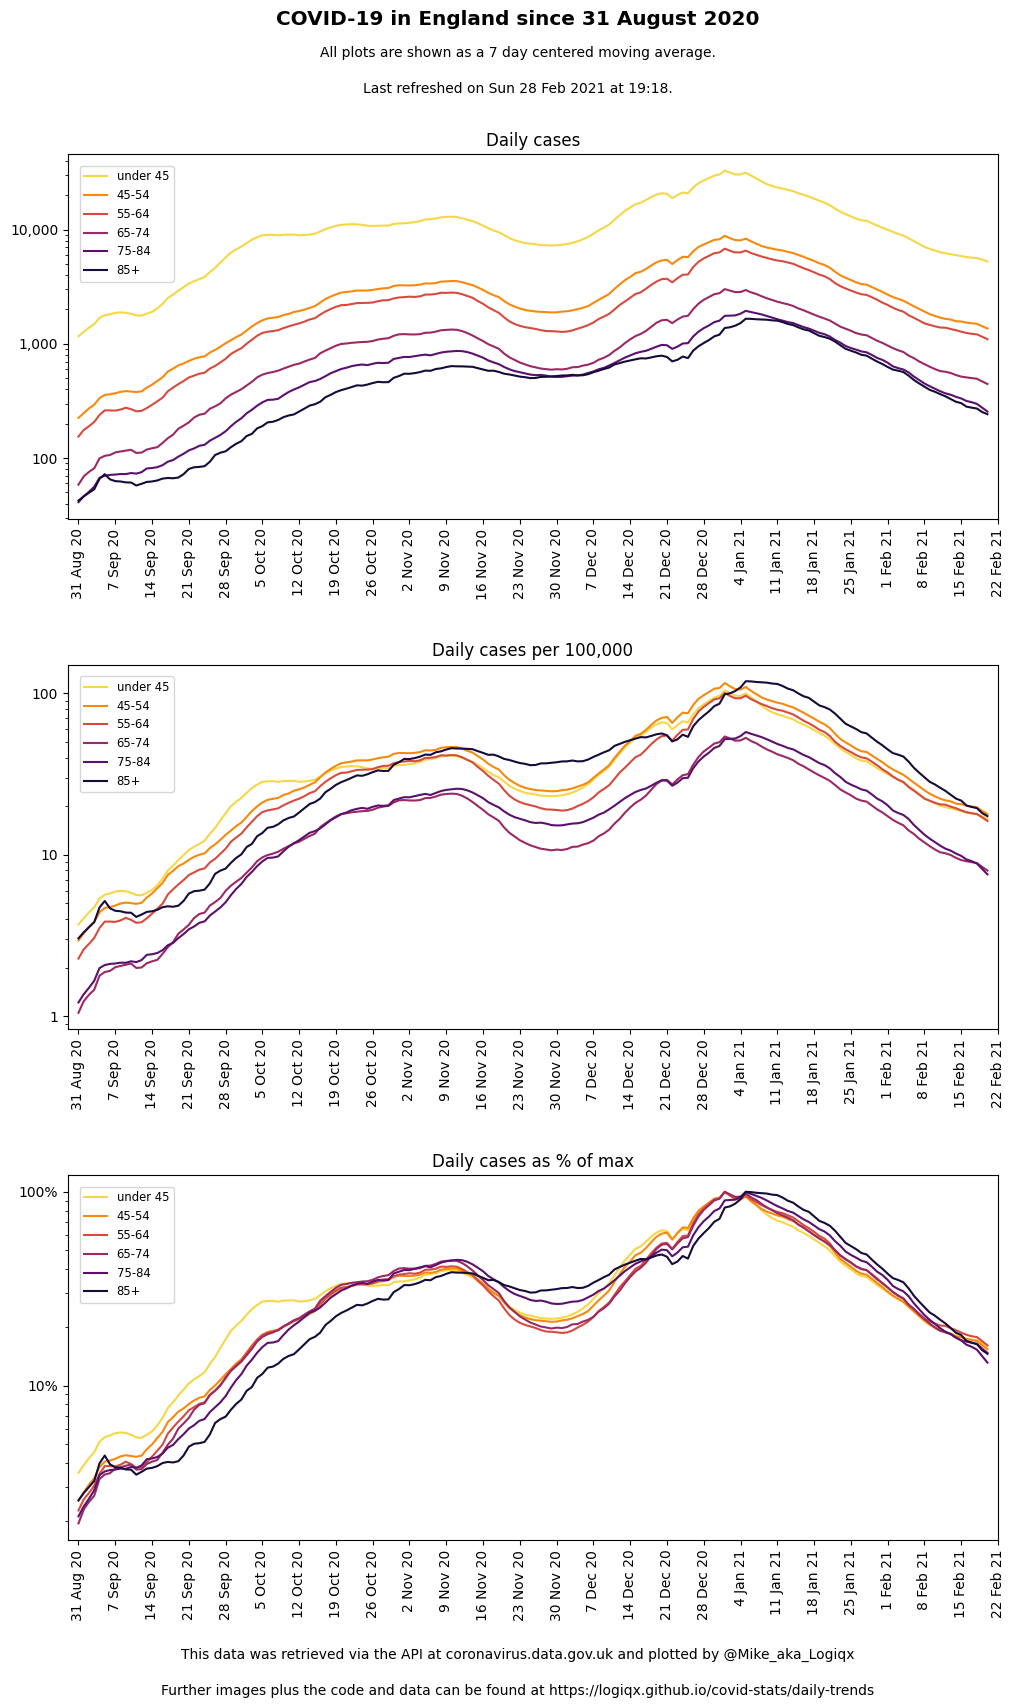 COVID-19 in England since 31 August 2020
All plots are shown as a 7 day centered moving average.
Last refreshed on Sun 28 Feb 2021 at 19:18.
Daily cases
under 45
45-54
55-64
65-74
75-84
85+
10,000
1,000
100
31 Aug 20
7 Sep 20
14 Sep 20
21 Sep 20
28 Sep 20
5 Oct 20
12 Oct 20
19 Oct 20
26 Oct 20
2 Nov 20
9 Nov 20
16 Nov 20
23 Nov 20
30 Nov 20
7 Dec 20
14 Dec 20
21 Dec 20
28 Dec 20
4 Jan 21
11 Jan 21
18 Jan 21
25 Jan 21
1 Feb 21
8 Feb 21
15 Feb 21
22 Feb 21
Daily cases per 100,000
under 45
45-54
55-64
65-74
75-84
85+
100
10
1
31 Aug 20
7 Sep 20
14 Sep 20
21 Sep 20
28 Sep 20
5 Oct 20
12 Oct 20
19 Oct 20
26 Oct 20
2 Nov 20
9 Nov 20
16 Nov 20
23 Nov 20
30 Nov 20
7 Dec 20
14 Dec 20
21 Dec 20
28 Dec 20
4 Jan 21
11 Jan 21
18 Jan 21
25 Jan 21
1 Feb 21
8 Feb 21
15 Feb 21
22 Feb 21
Daily cases as % of max
under 45
45-54
55-64
65-74
75-84
85+
100%
10%
31 Aug 20
7 Sep 20
14 Sep 20
21 Sep 20
28 Sep 20
5 Oct 20
12 Oct 20
19 Oct 20
26 Oct 20
2 Nov 20
9 Nov 20
16 Nov 20
23 Nov 20
30 Nov 20
7 Dec 20
14 Dec 20
21 Dec 20
28 Dec 20
4 Jan 21
11 Jan 21
18 Jan 21
25 Jan 21
1 Feb 21
8 Feb 21
15 Feb 21
22 Feb 21
This data was retrieved via the API at coronavirus.data.gov.uk and plotted by @Mike_aka_Logiqx
Further images plus the code and data can be found at https://logiqx.github.io/covid-stats/daily-trends